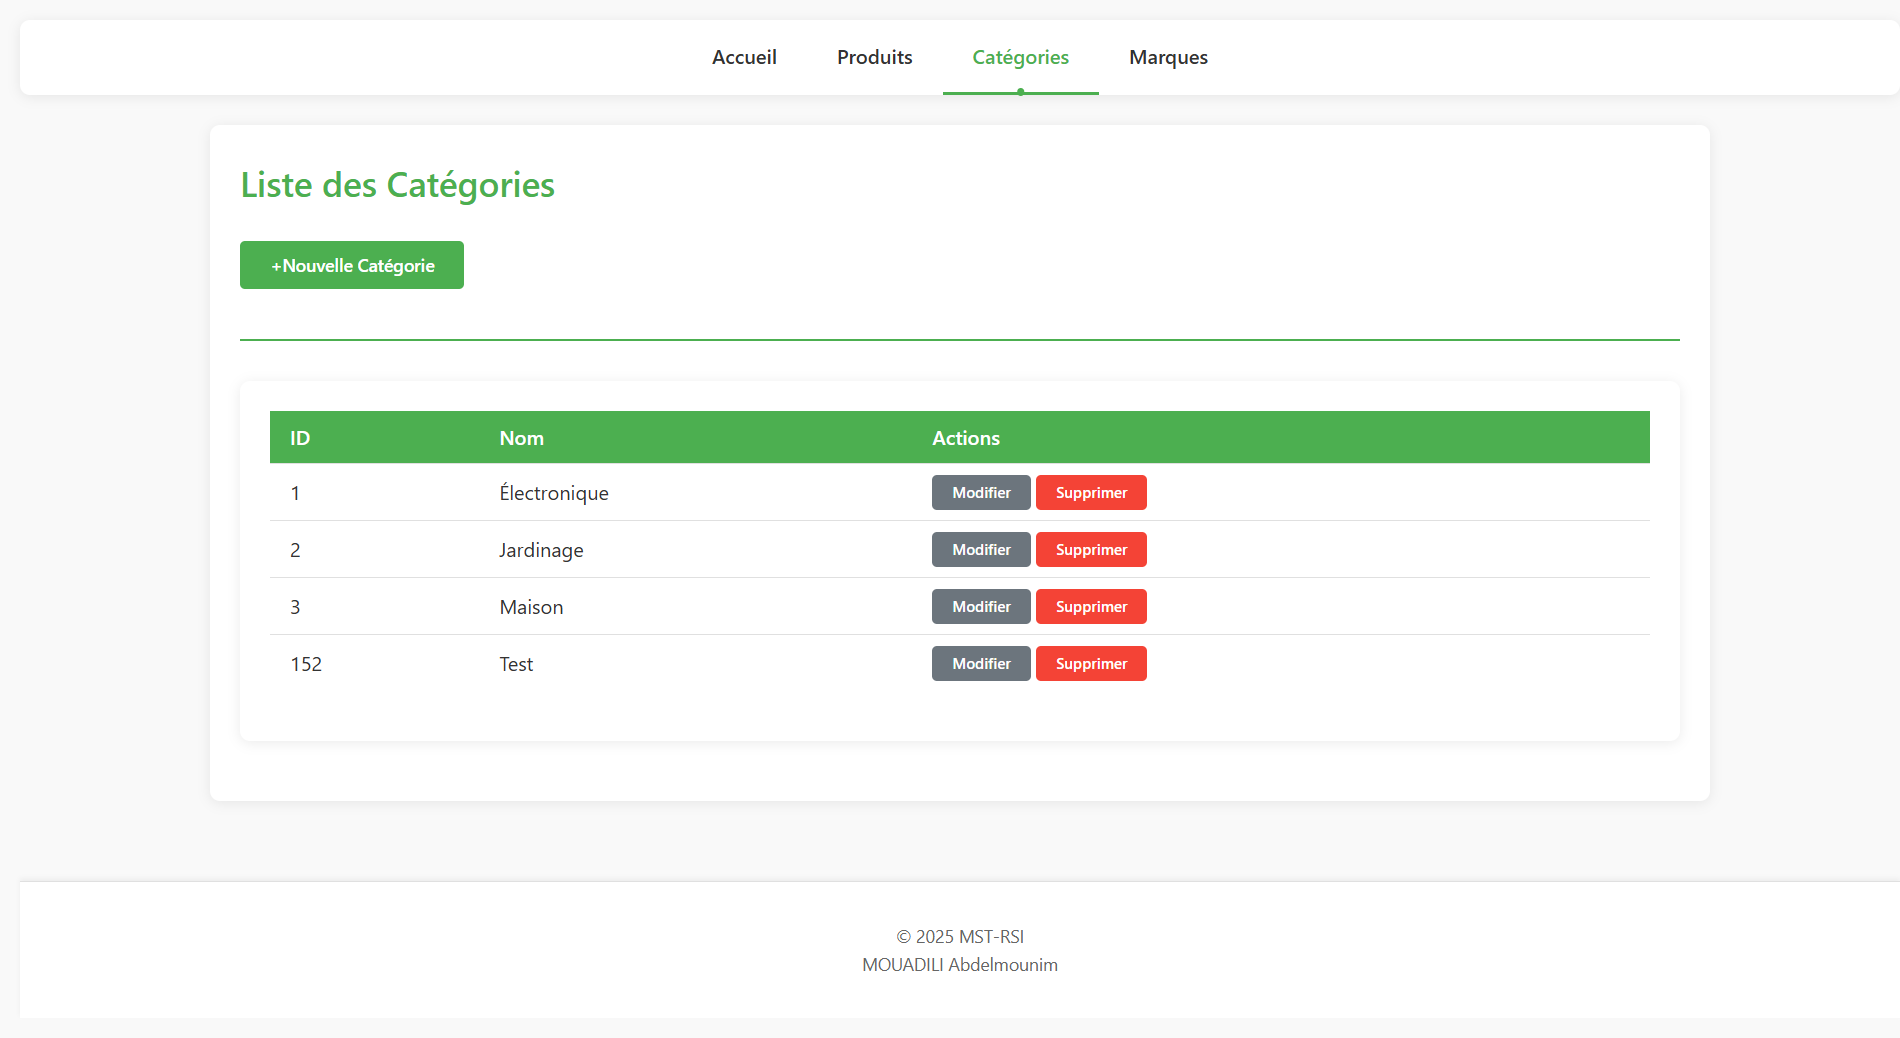 Accueil Produits Catégories Marques
Liste des Catégories
+Nouvelle Catégorie
ID Nom Actions
1 Électronique Modifier Supprimer
2 Jardinage Modifier Supprimer
3 Maison Modifier Supprimer
152 Test Modifier Supprimer
© 2025 MST-RSI
MOUADILI Abdelmounim